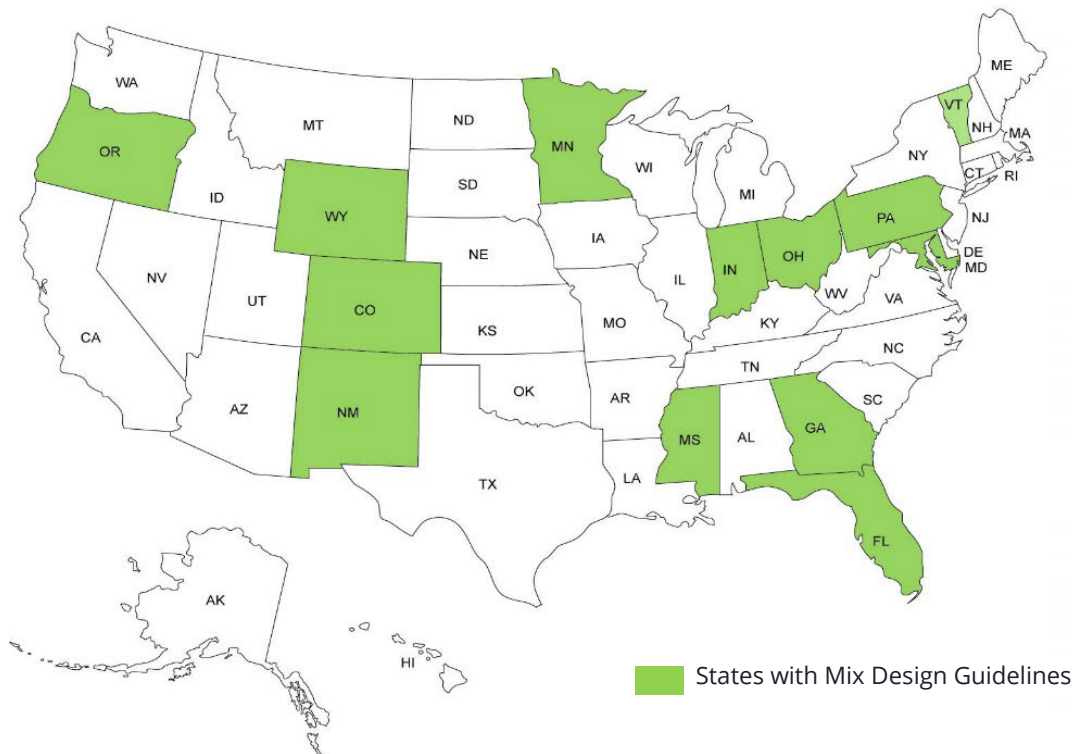 WA
ME
MT
ND
VT
NH
MA
MN
OR
NY
WI
CT
RI
SD
MI
ID
WY
PA
NJ
IA
NE
DE
OH
MD
IN
NV
IL
UT
WV
VA
CO
CA
MO
KS
KY
NC
TN
OK
AZ
AR
SC
NM
GA
MS
AL
LA
TX
FL
AK
HI
States with Mix Design Guidelines